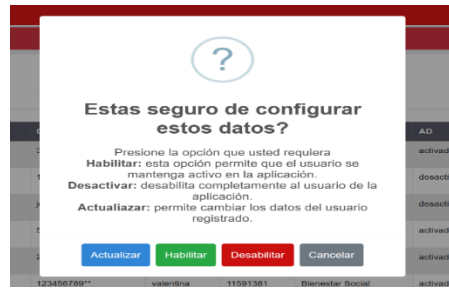 ?
Estas seguro de configurar
estos datos?
Presione la opción que usted requiera
Habilitar: esta opción permite que el usuario se
mantenga activo en la aplicación.
Desactivar: desabilita completamente al usuario de la
aplicación.
Actualiazar: permite cambiar los datos del usuario
registrado.
Actualizar Habilitar Desabilitar Cancelar
AD
activad
desacti
desacti
activad
activad
123456789** valentina 11591381 Bienestar Social activad